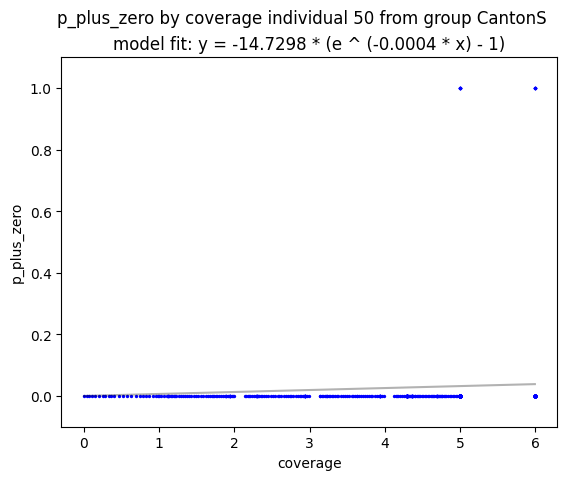 p_plus_zero by coverage individual 50 from group CantonS
model fit: y = -14.7298 * (e ^ (-0.0004 * x) - 1)
1.0
0.8
0.6
0.4
0.2
0.0
p_plus_zero
0 1 2 3 4 5 6
coverage